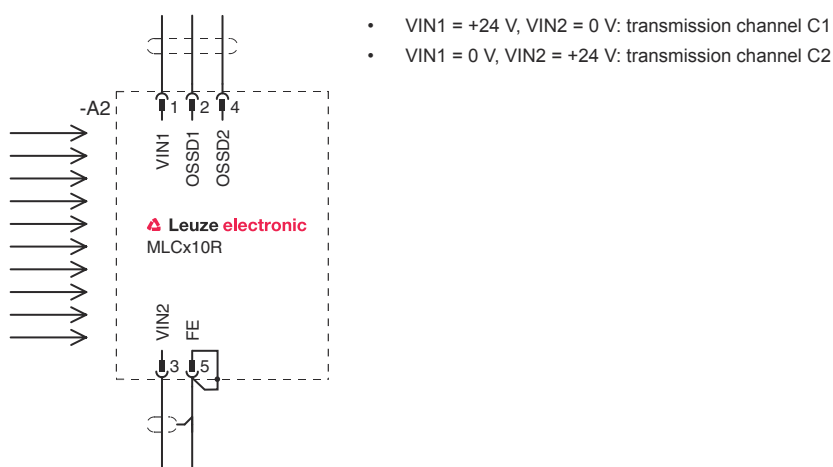 • VIN1 = +24 V, VIN2 = 0 V: transmission channel C1
• VIN1 = 0 V, VIN2 = +24 V: transmission channel C2
-A2
1 2 4
VIN1
OSSD1
OSSD2
Leuze electronic
MLCx10R
VIN2
FE
3 5